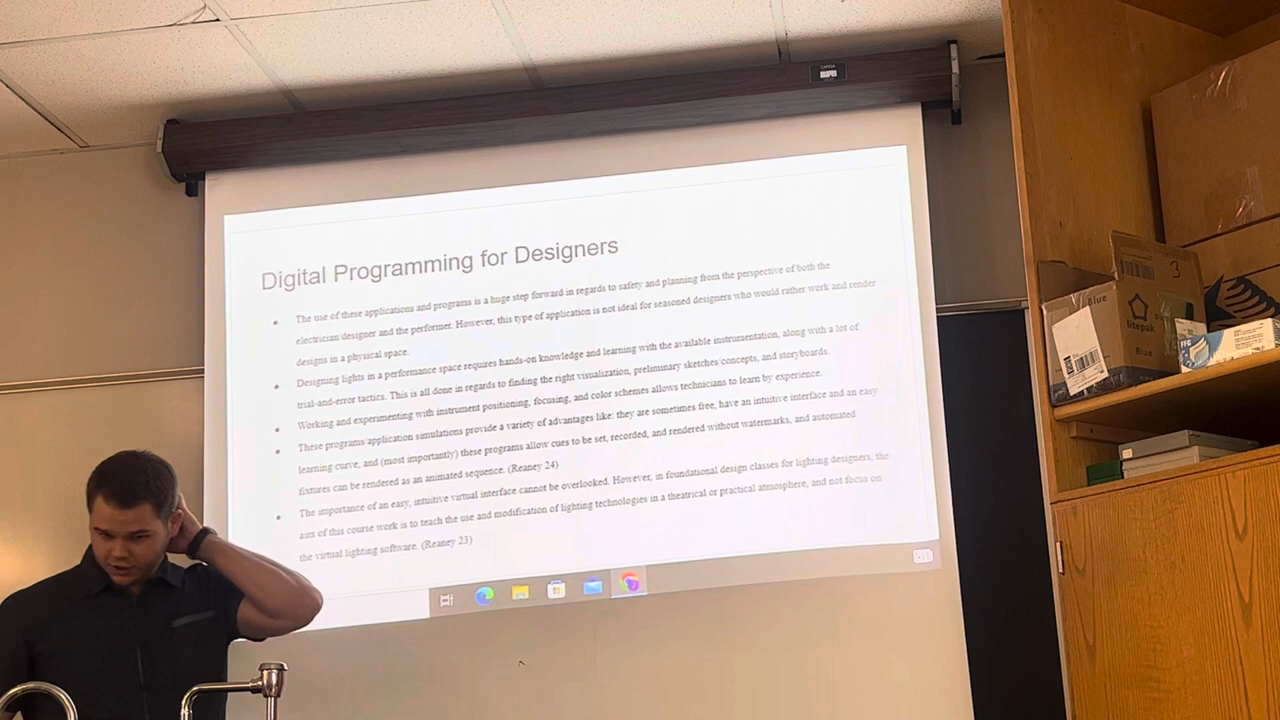 Digital Programming for Designers
The use of these applications and programs is a huge step forward in regards to safety and planning from the perspective of both the
electrician/designer and the performer. However, this type of application is not ideal for seasoned designers who would rather work and render
designs in a physical space.
Designing lights in a performance space requires hands-on knowledge and learning with the available instrumentation, along with a lot of
trial-and-error tactics. This is all done in regards to finding the right visualization, preliminary sketches/concepts, and storyboards.
Working and experimenting with instrument positioning, focusing, and color schemes allows technicians to learn by experience.
These programs/application simulations provide a variety of advantages like: they are sometimes free, have an intuitive interface and an easy
learning curve, and (most importantly) these programs allow cues to be set, recorded, and rendered without watermarks, and automated
fixtures can be rendered as an animated sequence. (Reaney 24)
The importance of an easy, intuitive virtual interface cannot be overlooked. However, in foundational design classes for lighting designers, the
aim of this course work is to teach the use and modification of lighting technologies in a theatrical or practical atmosphere, and not focus on
the virtual lighting software. (Reaney 23)
3
Blue
litepak
Blue